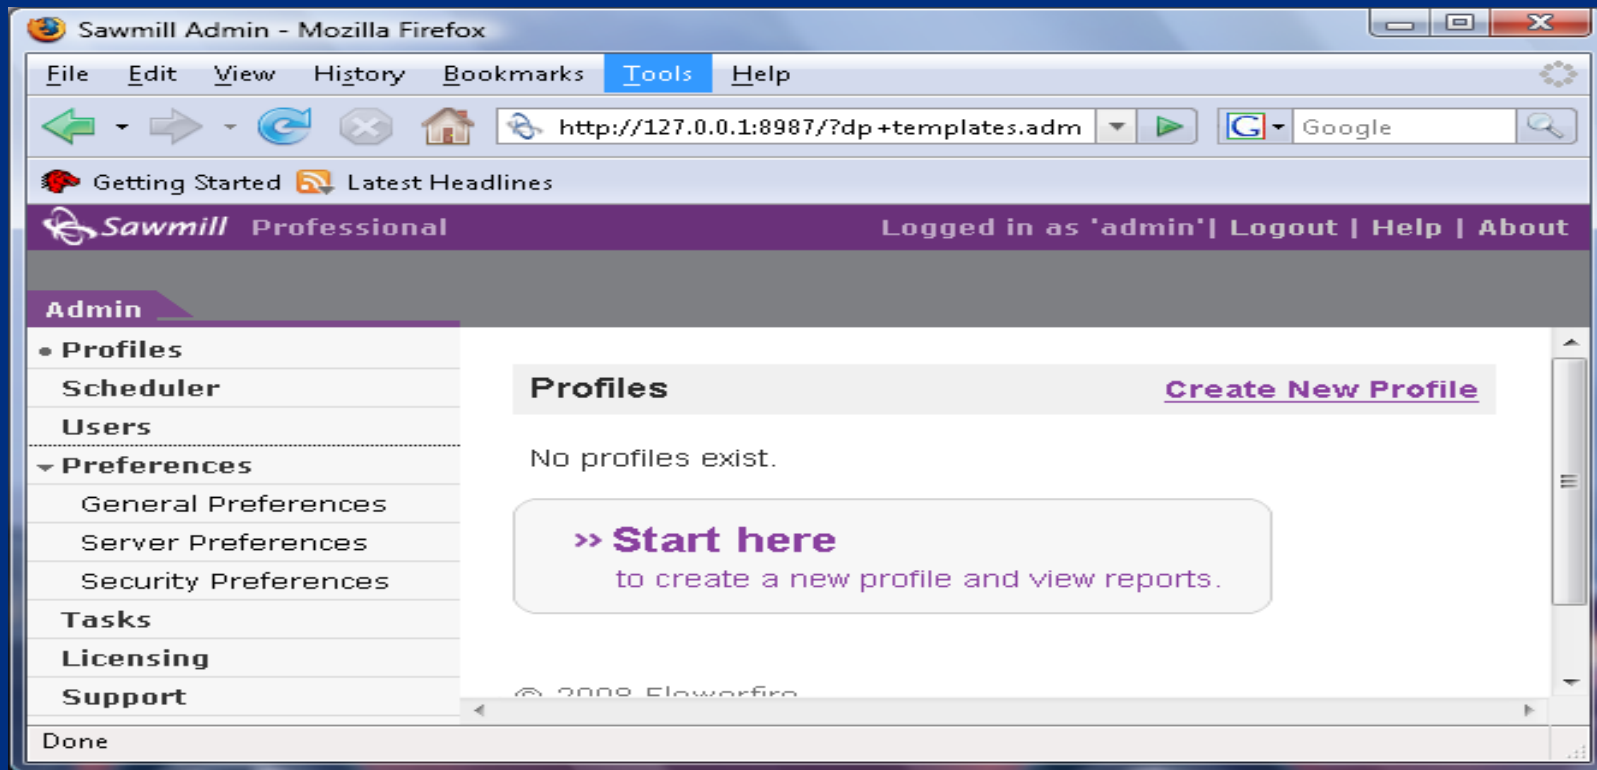 Sawmill Admin - Mozilla Firefox
File Edit View History Bookmarks Tools Help
http://127.0.0.1:8987/?dp+templates.adm G Google
Getting Started Latest Headlines
Sawmill Professional Logged in as 'admin'| Logout | Help | About
Admin
Profiles
Scheduler
Users
Preferences
General Preferences
Server Preferences
Security Preferences
Tasks
Licensing
Support
Profiles Create New Profile
No profiles exist.
>> Start here
to create a new profile and view reports.
© 2008 Flowerfire
Done